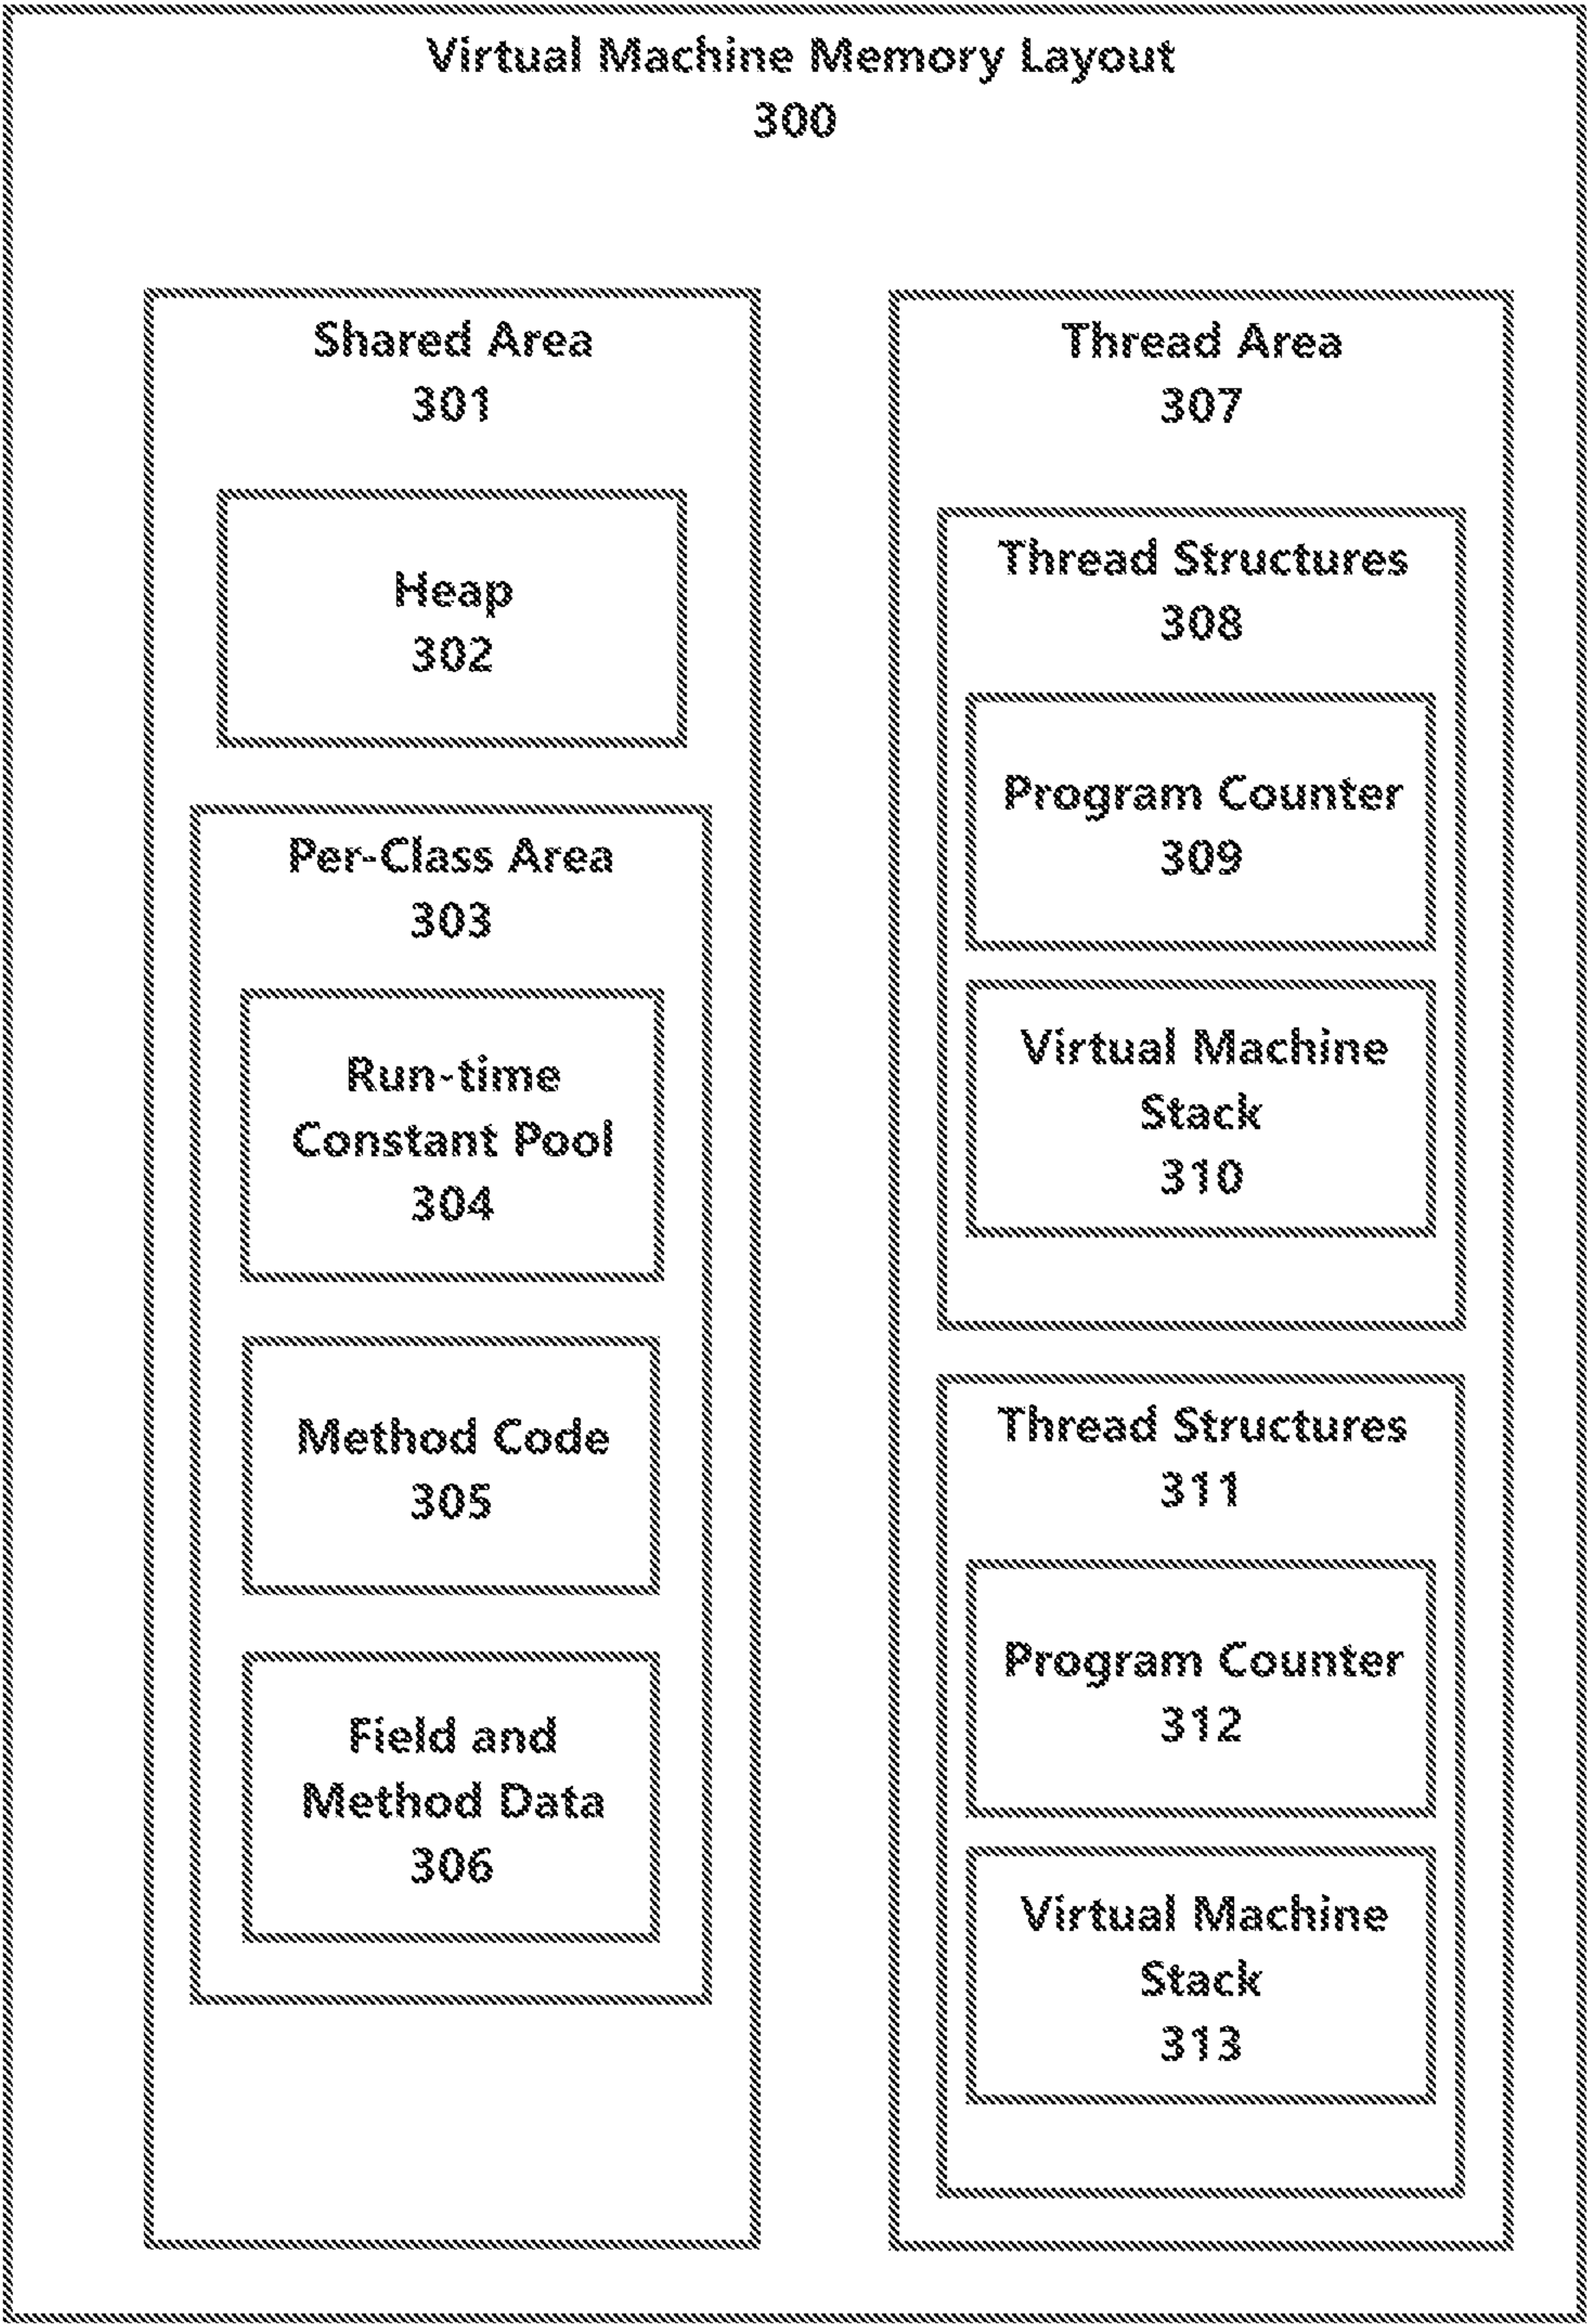 Virtual Machine Memory Layout
300
Shared Area
301
Heap
302
Per-Class Area
303
Run-time
Constant Pool
304
Method Code
305
Field and
Method Data
306
Thread Area
307
Thread Structures
308
Program Counter
309
Virtual Machine
Stack
310
Thread Structures
311
Program Counter
312
Virtual Machine
Stack
313